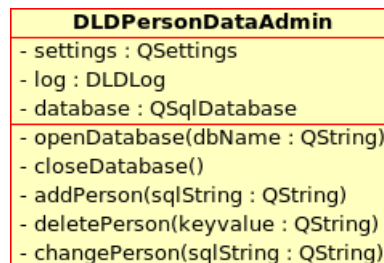 DLDPersonDataAdmin
- settings : QSettings
- log : DLDLog
- database : QSqlDatabase
- openDatabase(dbName : QString)
- closeDatabase()
- addPerson(sqlString : QString)
- deletePerson(keyvalue : QString)
- changePerson(sqlString : QString)